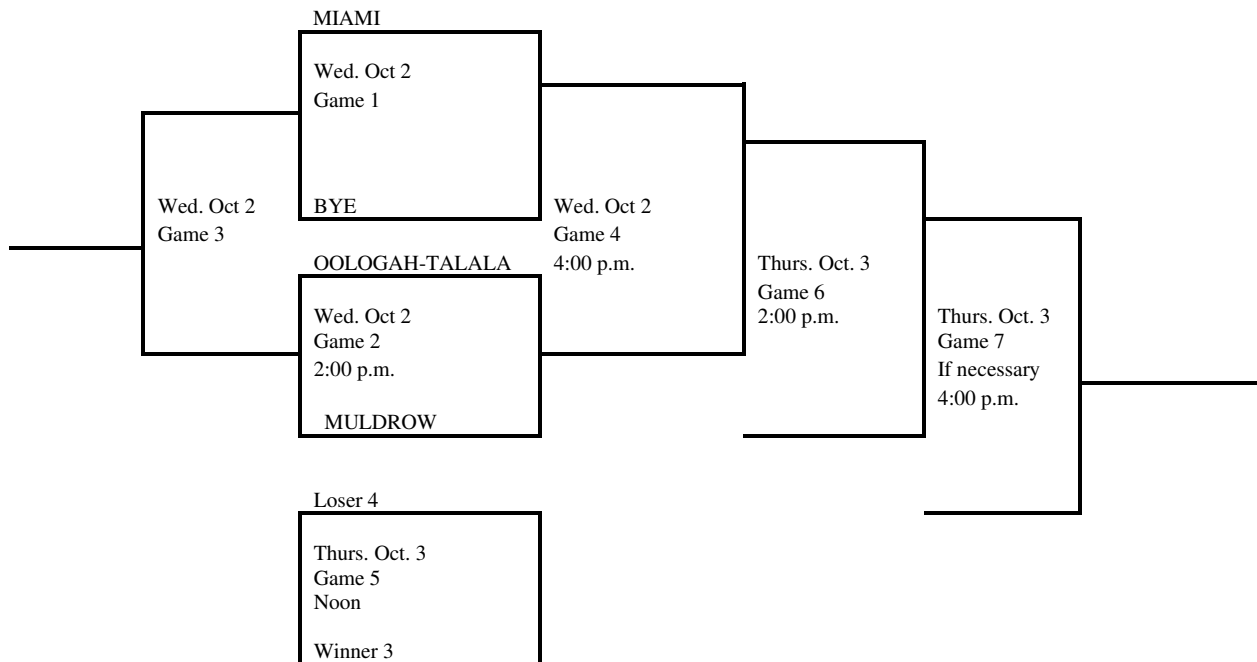 MIAMI
Wed. Oct 2
Game 1
BYE
Wed. Oct 2
Game 3
OOLOGAH-TALALA
Wed. Oct 2
Game 2
2:00 p.m.
MULDROW
Wed. Oct 2
Game 4
4:00 p.m.
Thurs. Oct. 3
Game 6
2:00 p.m.
Thurs. Oct. 3
Game 7
If necessary
4:00 p.m.
Loser 4
Thurs. Oct. 3
Game 5
Noon
Winner 3